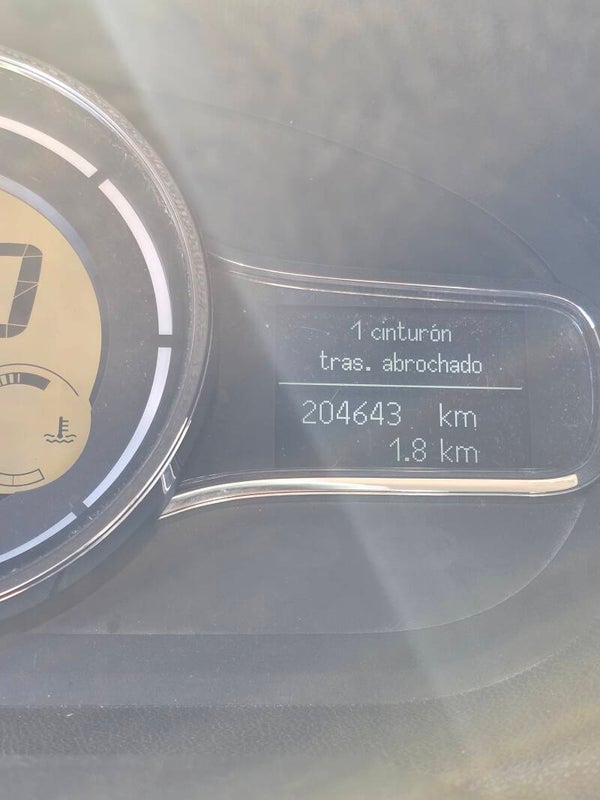 1 cinturón
tras. abrochado
204643 km
1.8 km